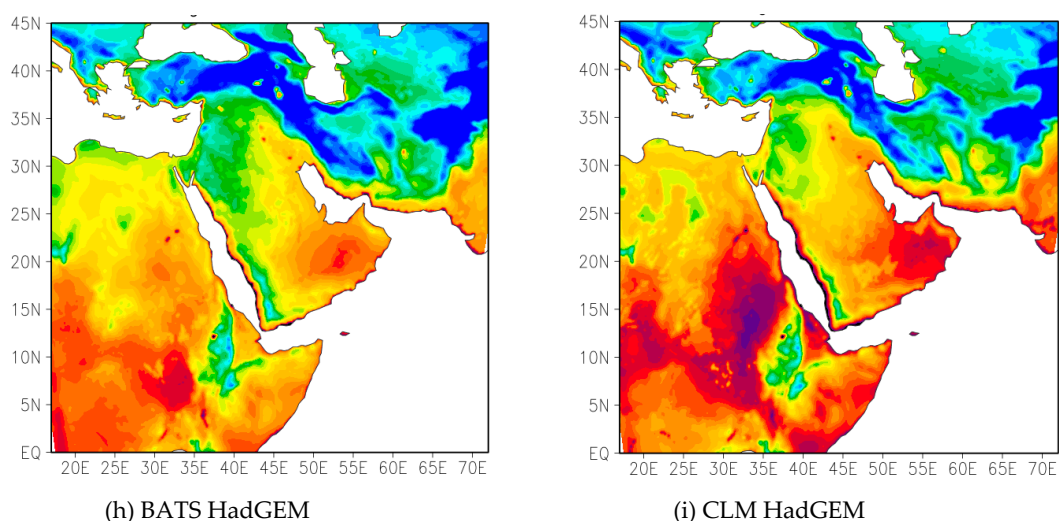 45N
40N
35N
30N
25N
20N
15N
10N
5N
EQ
20E 25E 30E 35E 40E 45E 50E 55E 60E 65E 70E
(h) BATS HadGEM
45N
40N
35N
30N
25N
20N
15N
10N
5N
EQ
20E 25E 30E 35E 40E 45E 50E 55E 60E 65E 70E
(i) CLM HadGEM